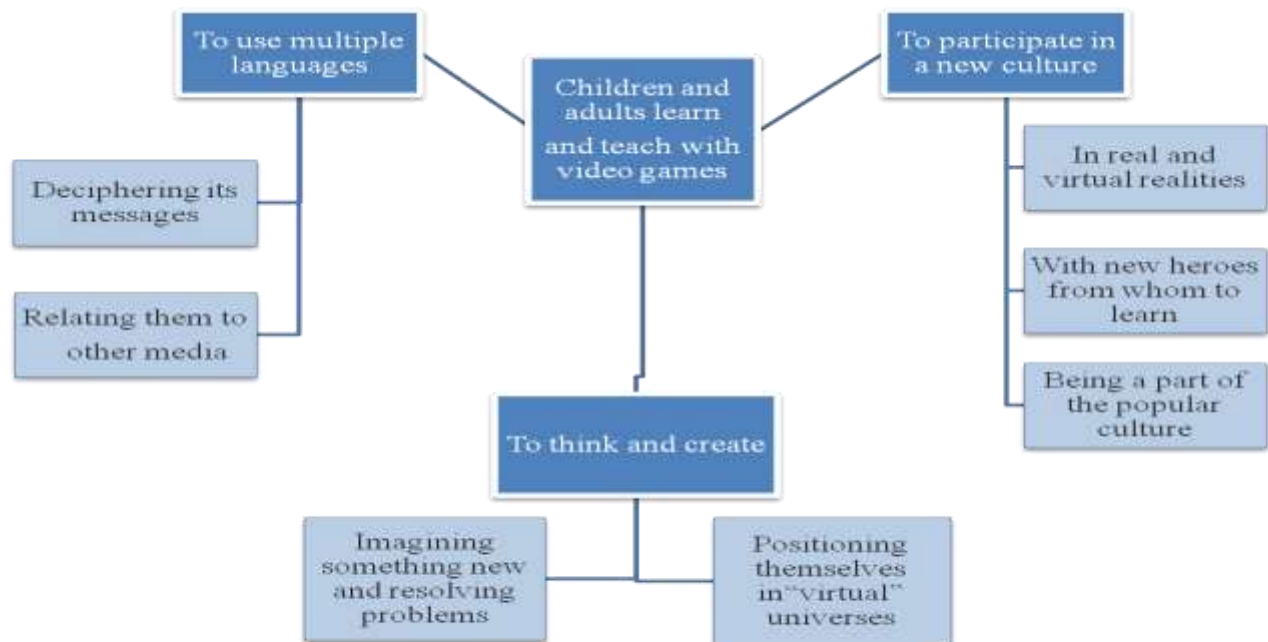 To use multiple
languages
Deciphering its
messages
Relating them to
other media
Children and
adults learn
and teach with
video games
To participate in
a new culture
In real and
virtual realities
With new heroes
from whom to
learn
Being a part of
the popular
culture
To think and create
Imagining
something new
and resolving
problems
Positioning
themselves
in“virtual”
universes